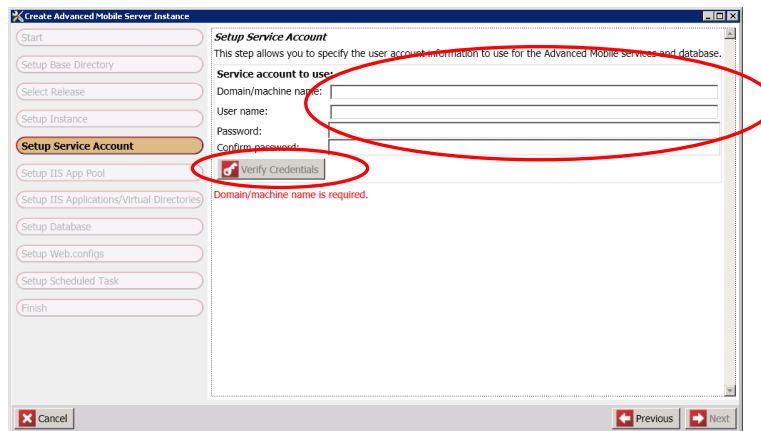 Create Advanced Mobile Server Instance
Start
Setup Base Directory
Select Release
Setup Instance
Setup Service Account
Setup IIS App Pool
Setup IIS Applications/Virtual Directories
Setup Database
Setup Web.configs
Setup Scheduled Task
Finish
Setup Service Account
This step allows you to specify the user account information to use for the Advanced Mobile services and database.
Service account to use:
Domain/machine name:
User name:
Password:
Confirm password:
Verify Credentials
Domain/machine name is required.
Cancel
Previous
Next